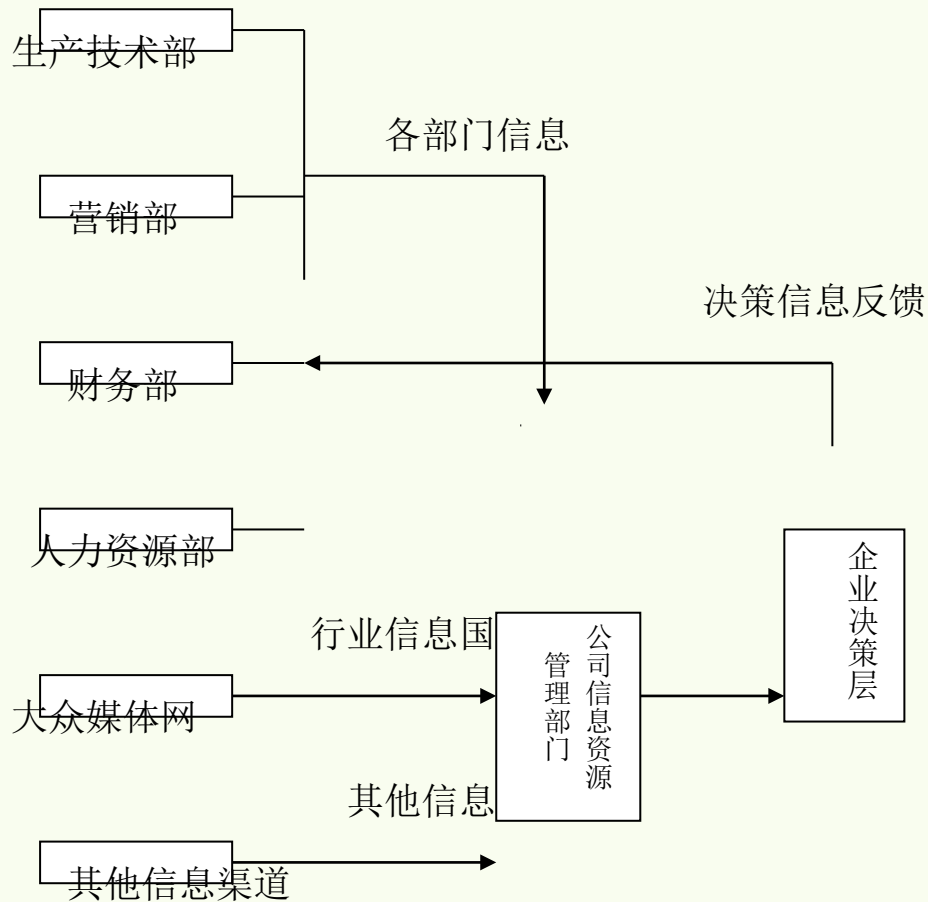 生产技术部
各部门信息
营销部
决策信息反馈
财务部
人力资源部
企业决策层
行业信息国
公司信息资源
管理部门
大众媒体网
其他信息
其他信息渠道